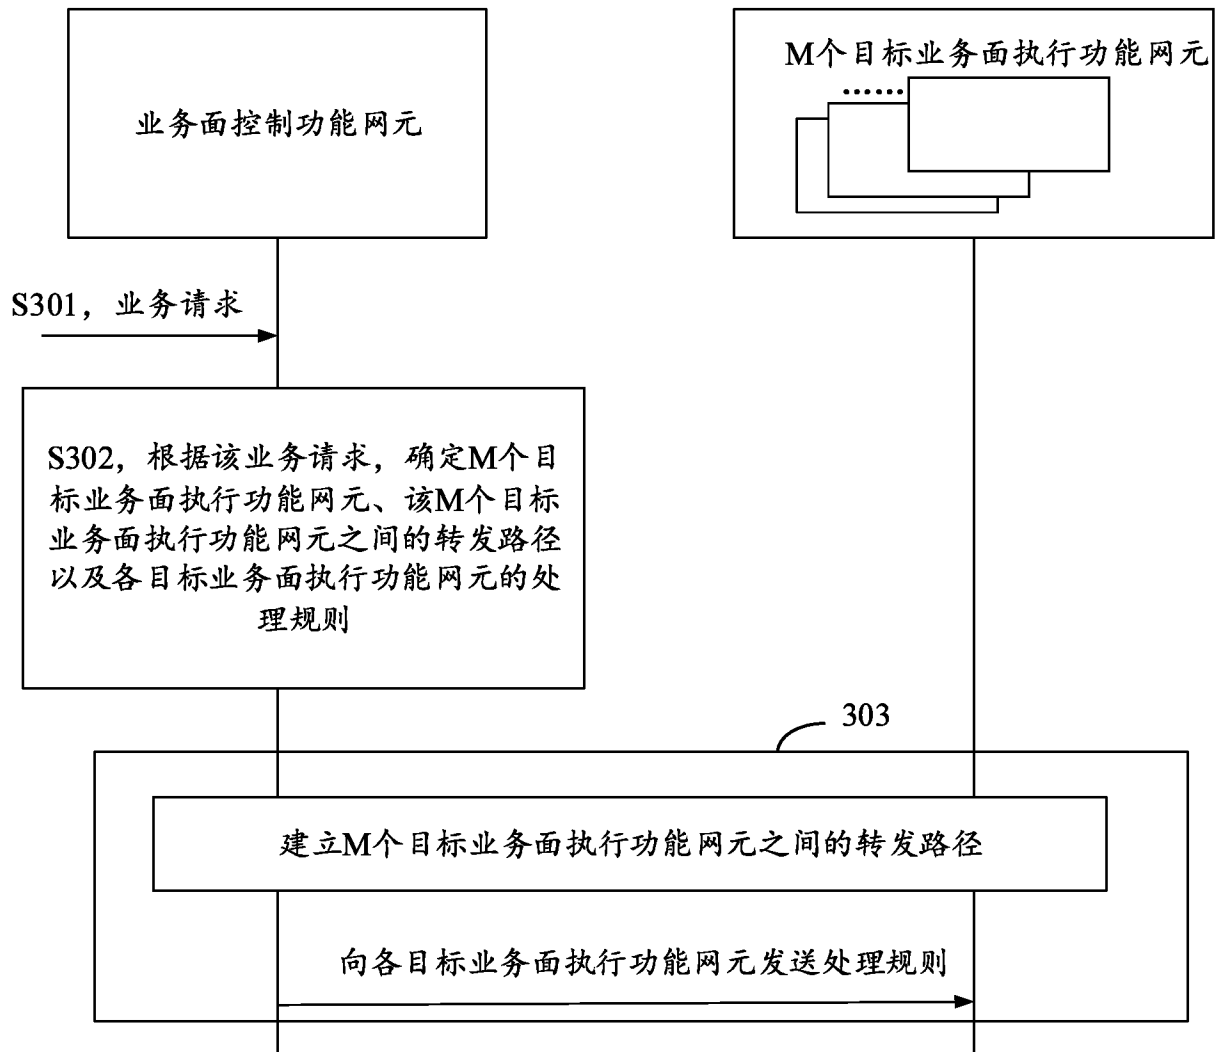 业务面控制功能网元
M个目标业务面执行功能网元
......
S301，业务请求
S302，根据该业务请求，确定M个目
标业务面执行功能网元、该M个目标
业务面执行功能网元之间的转发路径
以及各目标业务面执行功能网元的处
理规则
303
建立M个目标业务面执行功能网元之间的转发路径
向各目标业务面执行功能网元发送处理规则